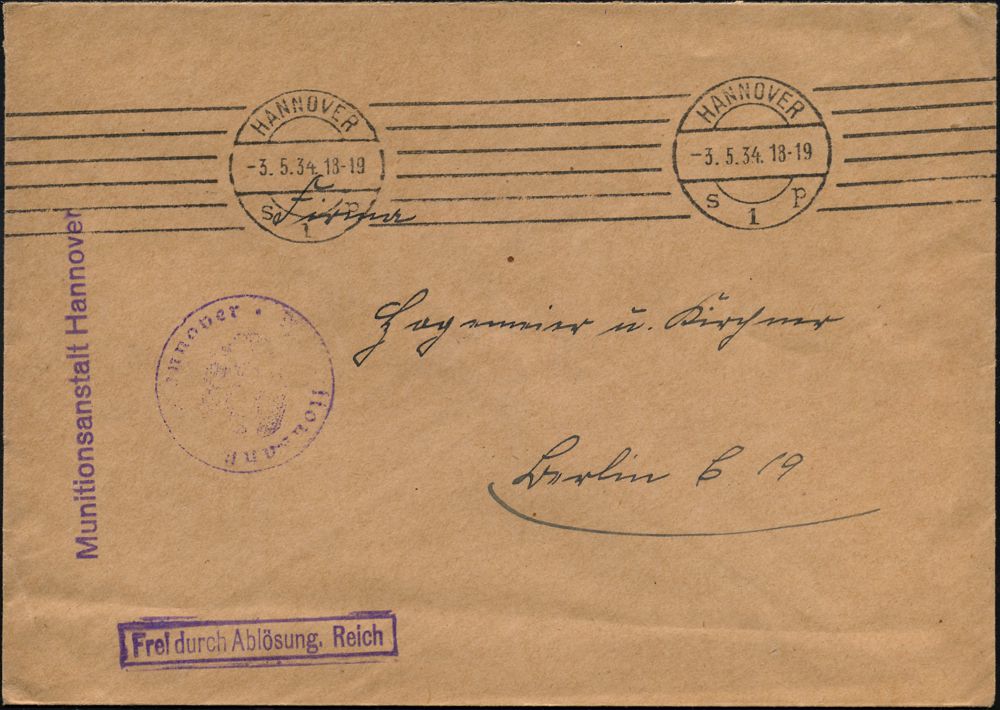 HANNOVER
-3. 5. 34. 18-19
s 1 p
HANNOVER
-3. 5. 34. 18-19
s 1 p
Firma
Hagemeier u. Kirchner
Berlin C 19
Munitionsanstalt Hannover
Frei durch Ablösung. Reich